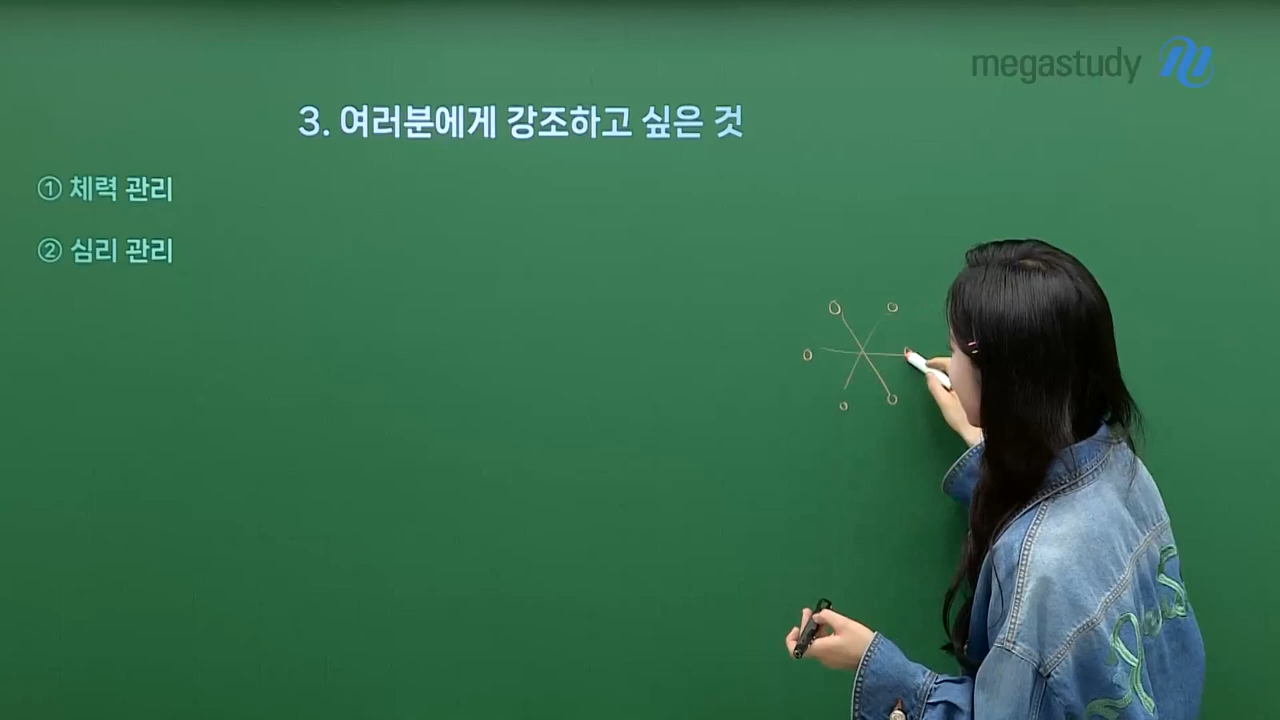 megastudy
3. 여러분에게 강조하고 싶은 것
① 체력 관리
② 심리 관리